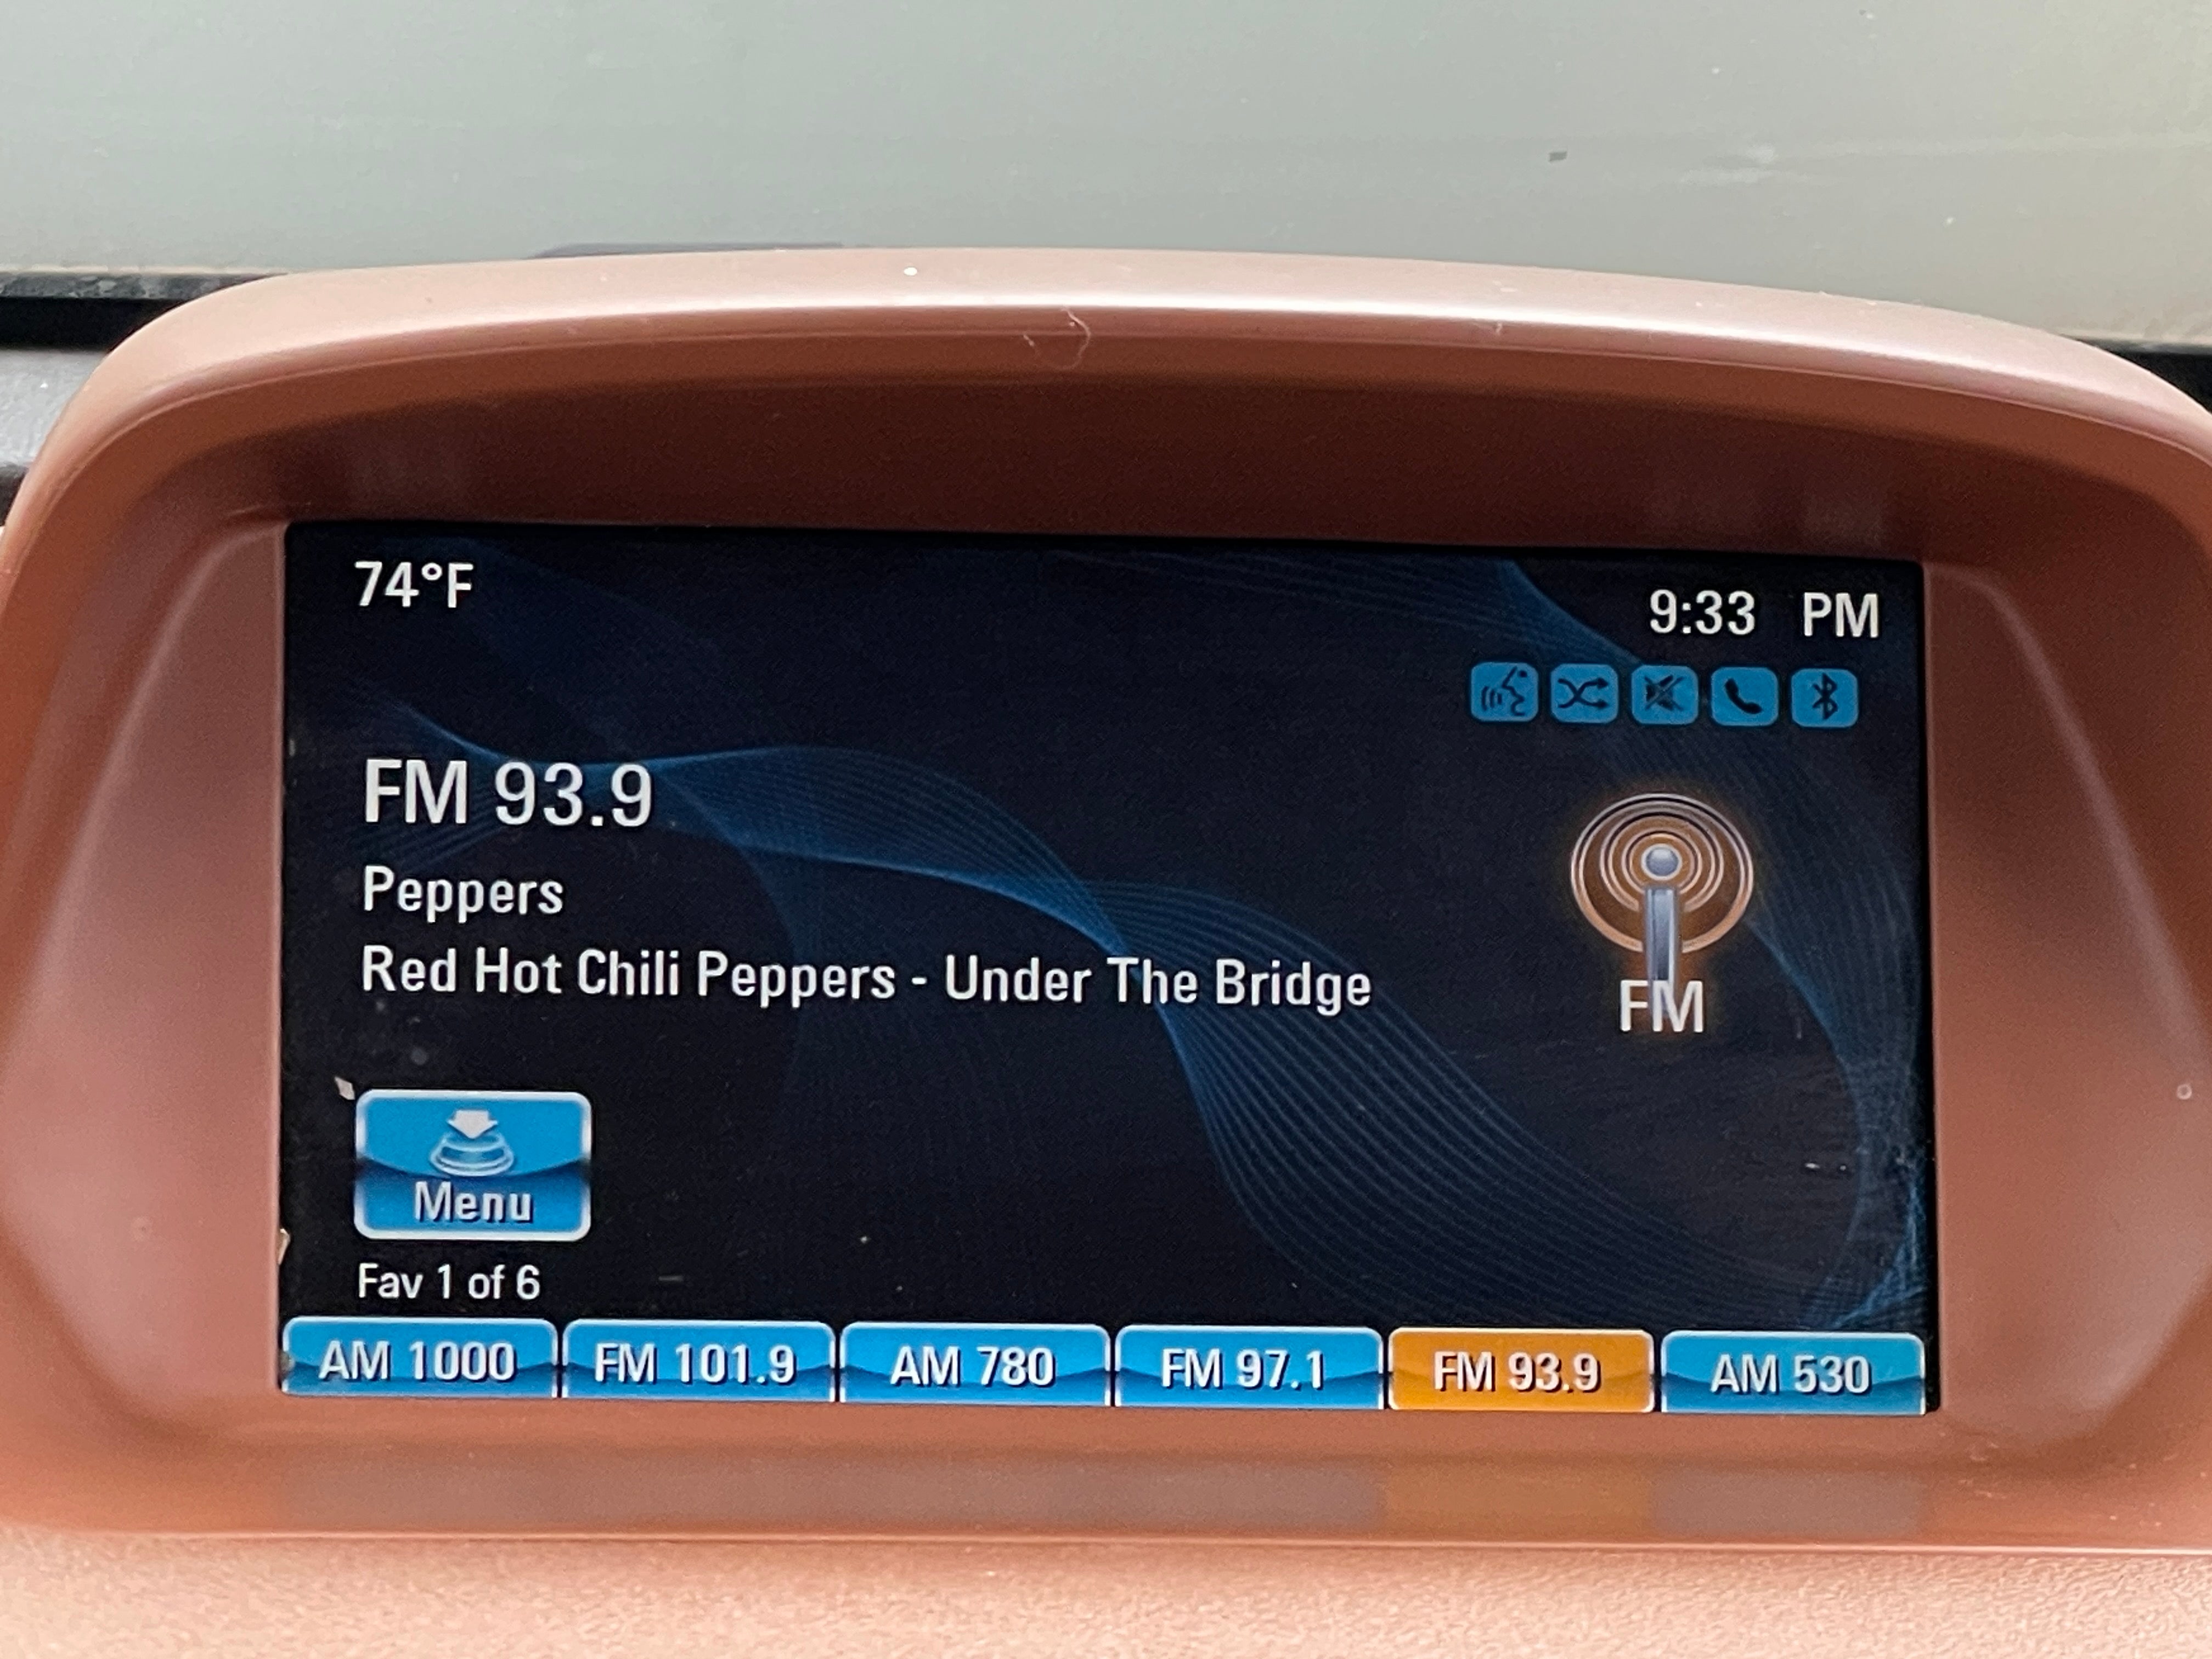 74°F
9:33 PM
FM 93.9
Peppers
Red Hot Chili Peppers - Under The Bridge
FM
Menu
Fav 1 of 6
AM 1000 FM 101.9 AM 780 FM 97.1 FM 93.9 AM 530